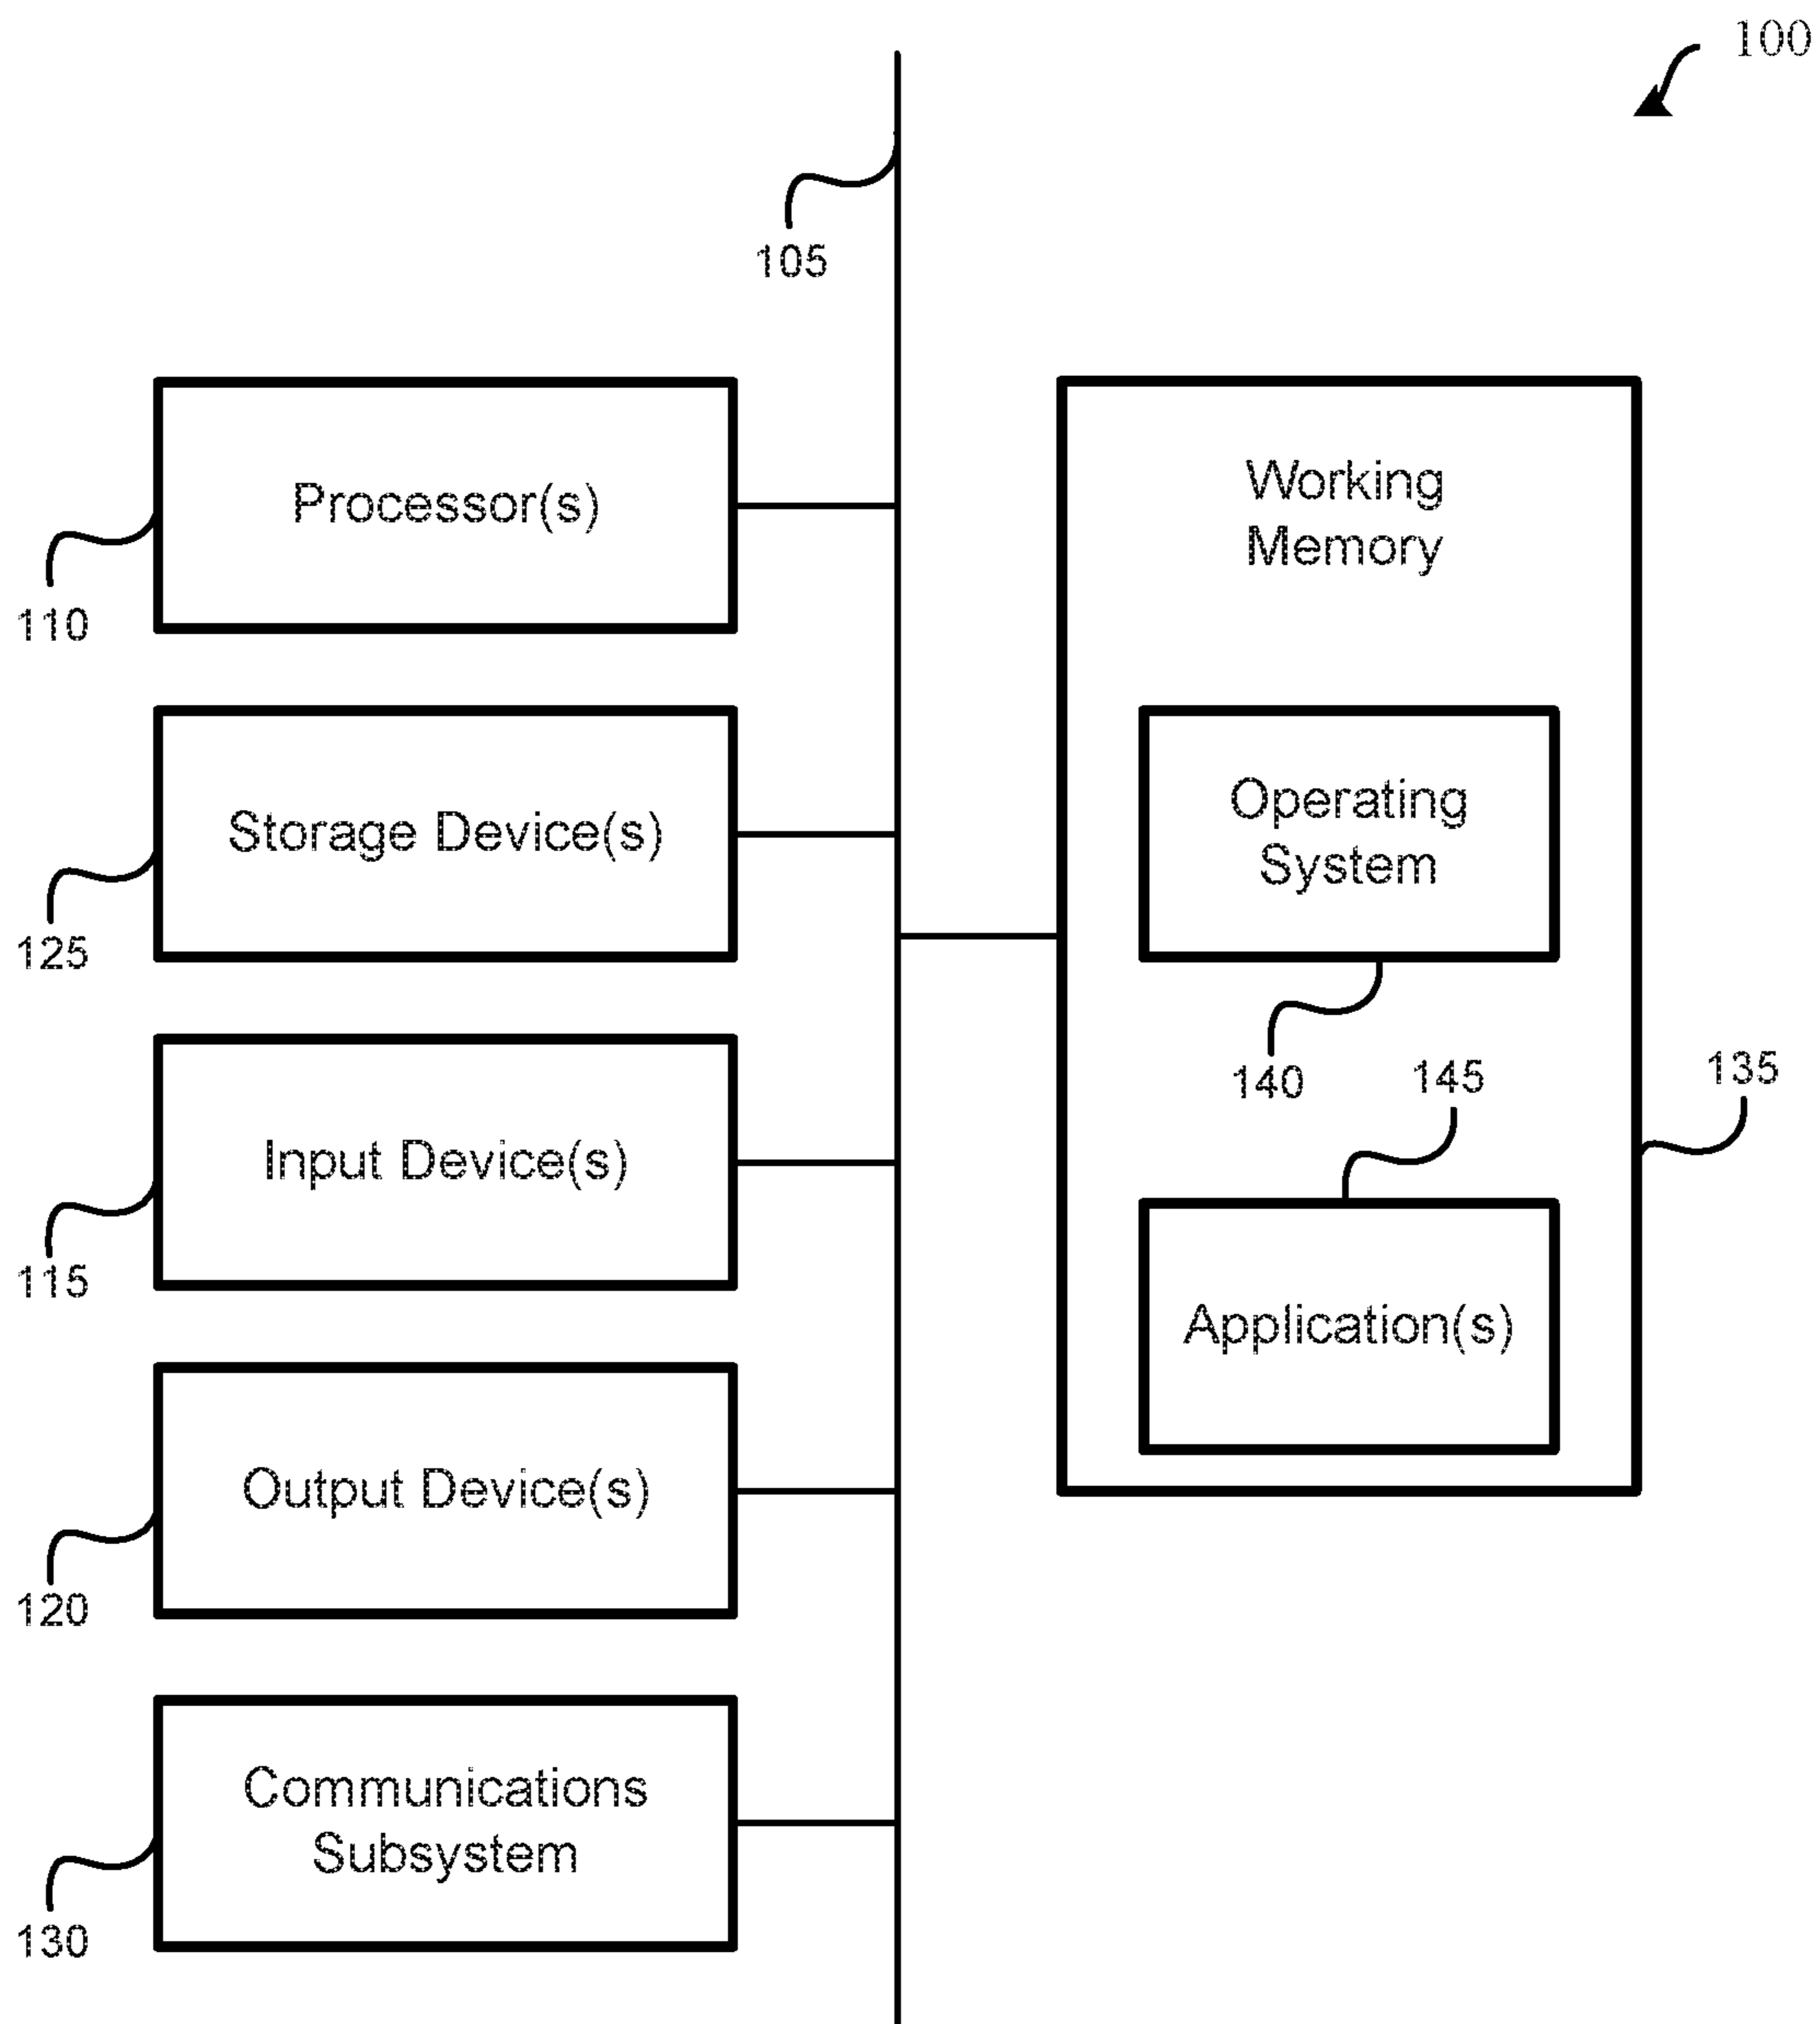 100
105
Processor(s)
110
Storage Device(s)
125
Input Device(s)
115
Output Device(s)
120
Communications
Subsystem
130
Working
Memory
Operating
System
140
145
135
Application(s)